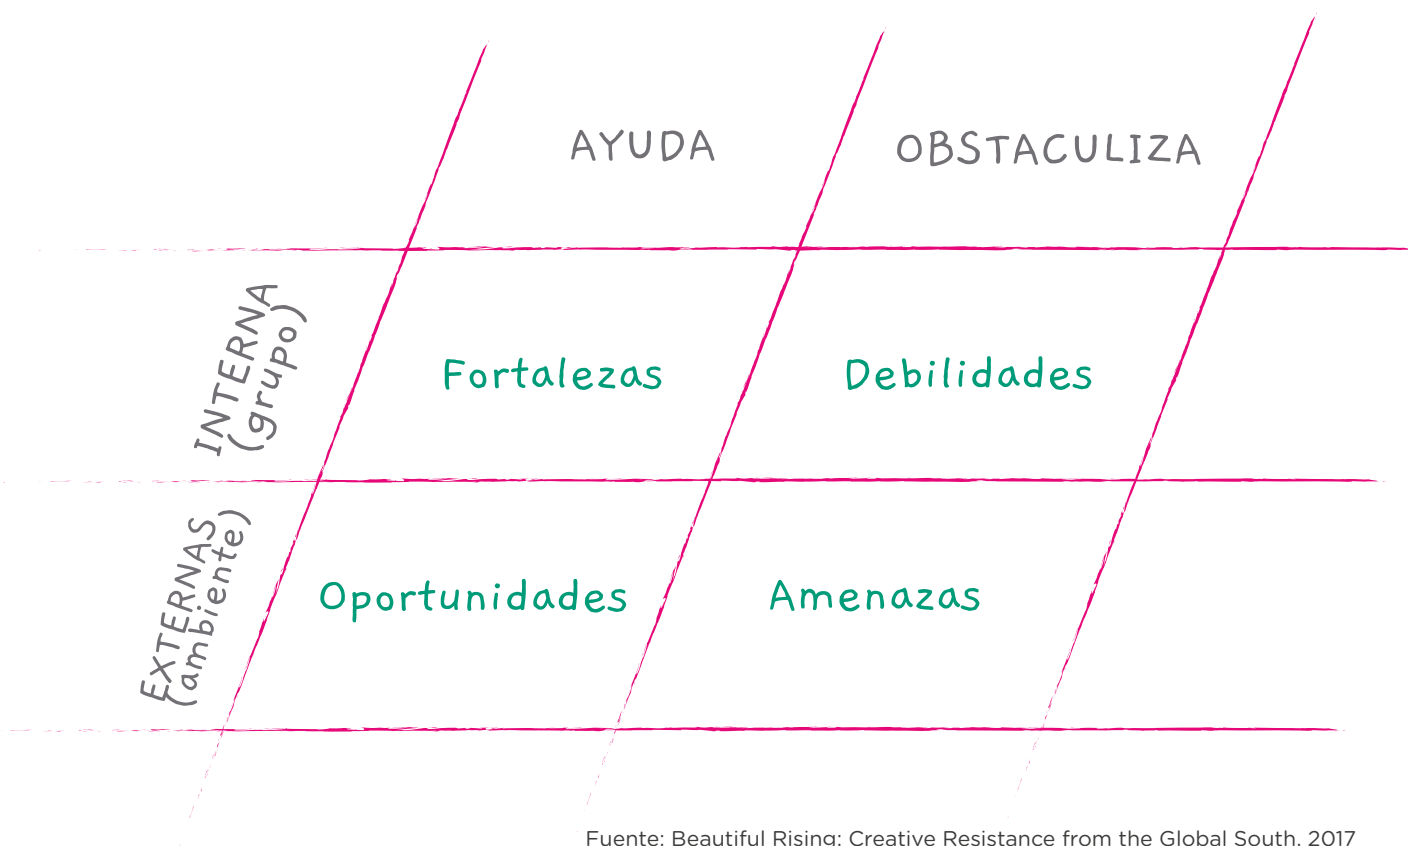 AYUDA
OBSTACULIZA
INTERNA
(grupo)
Fortalezas
Debilidades
EXTERNAS
(ambiente)
Oportunidades
Amenazas
Fuente: Beautiful Rising: Creative Resistance from the Global South. 2017